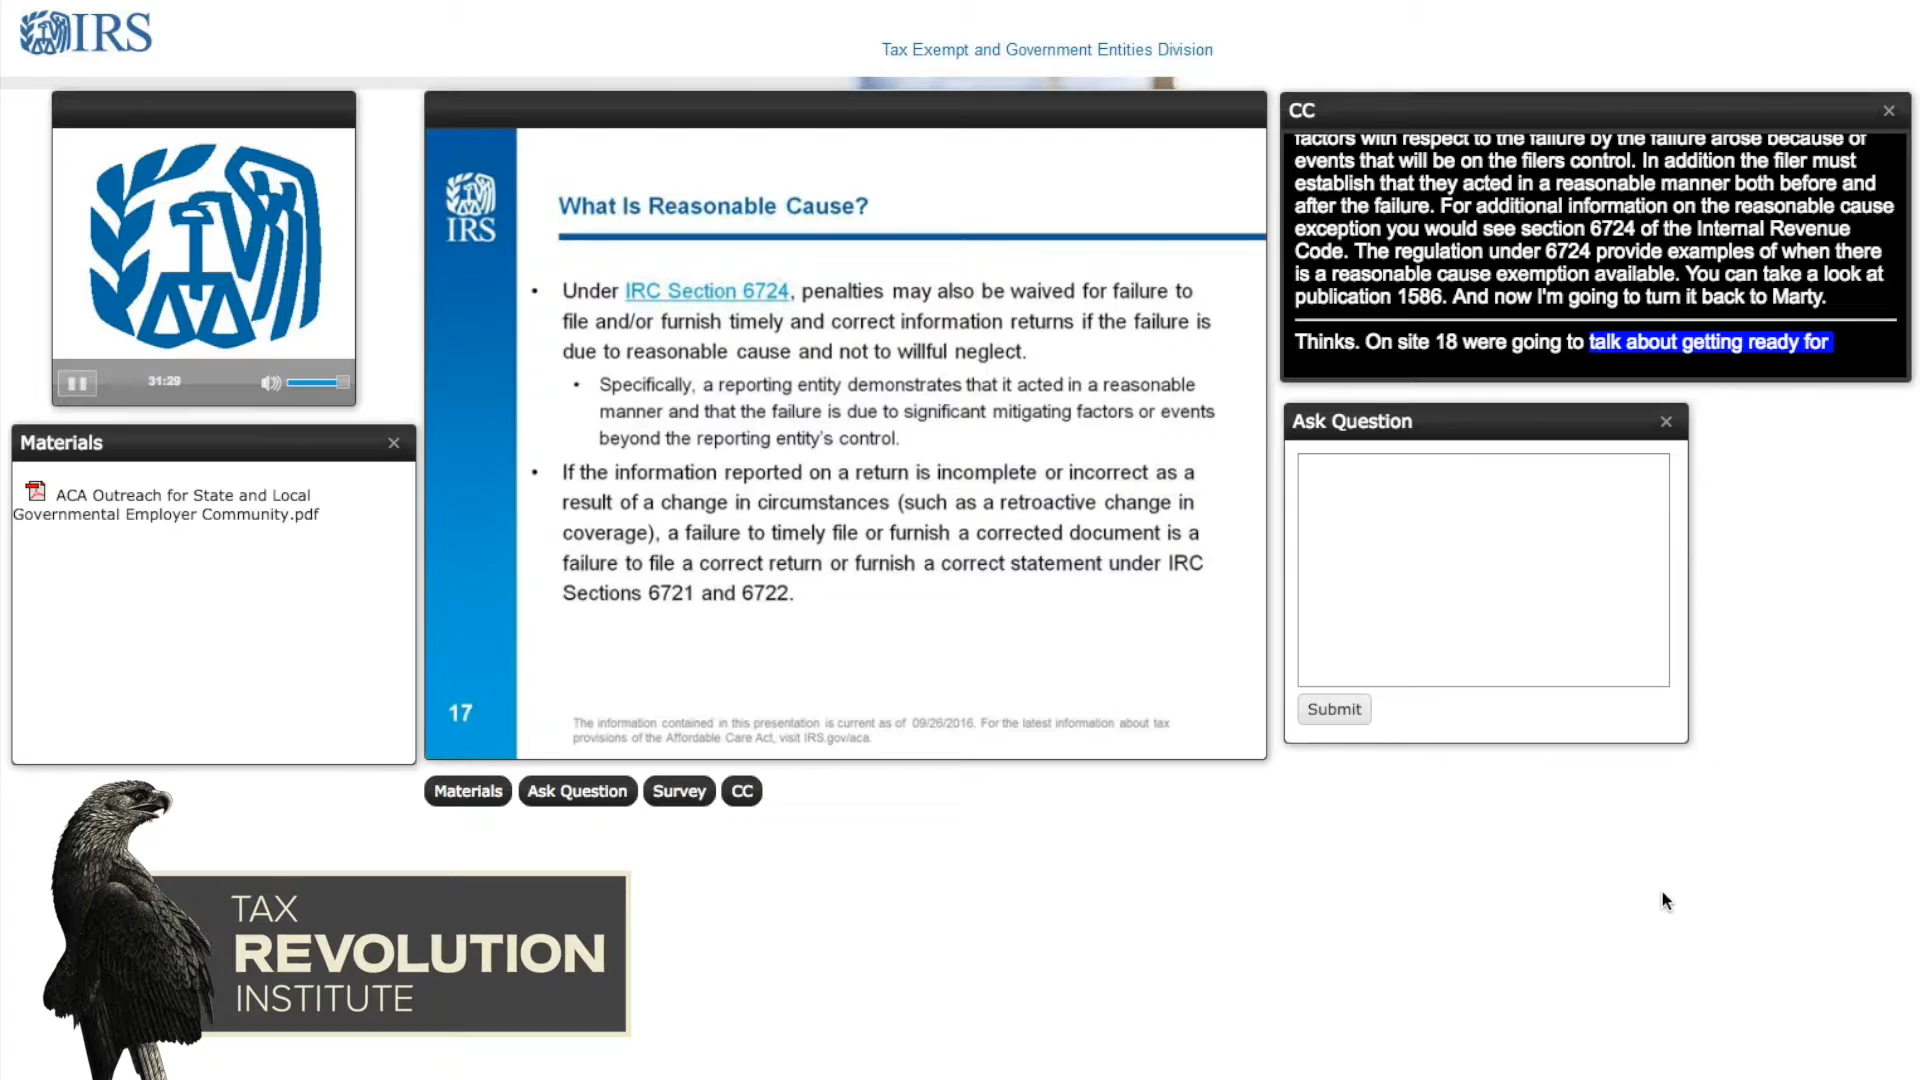 IRS
Tax Exempt and Government Entities Division
31:29
Materials
ACA Outreach for State and Local
Governmental Employer Community.pdf
IRS
What Is Reasonable Cause?
• Under IRC Section 6724, penalties may also be waived for failure to
file and/or furnish timely and correct information returns if the failure is
due to reasonable cause and not to willful neglect.
• Specifically, a reporting entity demonstrates that it acted in a reasonable
manner and that the failure is due to significant mitigating factors or events
beyond the reporting entity's control.
• If the information reported on a return is incomplete or incorrect as a
result of a change in circumstances (such as a retroactive change in
coverage), a failure to timely file or furnish a corrected document is a
failure to file a correct return or furnish a correct statement under IRC
Sections 6721 and 6722.
17
The information contained in this presentation is current as of 09/26/2016. For the latest information about tax
provisions of the Affordable Care Act, visit IRS.gov/aca.
CC
factors with respect to the failure by the failure arose because of
events that will be on the filers control. In addition the filer must
establish that they acted in a reasonable manner both before and
after the failure. For additional information on the reasonable cause
exception you would see section 6724 of the Internal Revenue
Code. The regulation under 6724 provide examples of when there
is a reasonable cause exemption available. You can take a look at
publication 1586. And now I'm going to turn it back to Marty.
Thinks. On site 18 were going to talk about getting ready for
Ask Question
Submit
Materials
Ask Question
Survey
CC
TAX
REVOLUTION
INSTITUTE